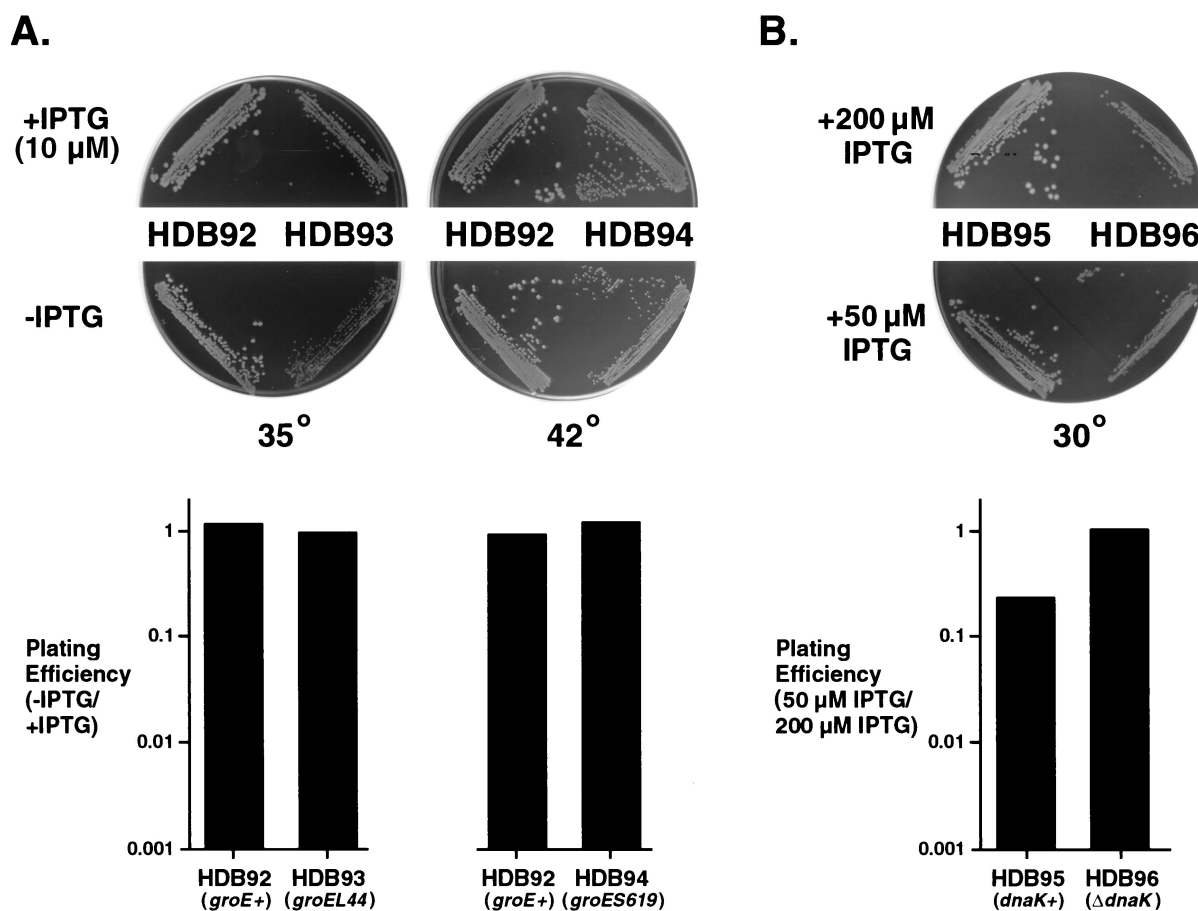 A.
B.
+IPTG
(10 µM)
HDB92 HDB93
-IPTG
35°
HDB92 HDB94
42°
+200 µM
IPTG
HDB95 HDB96
+50 µM
IPTG
30°
Plating
Efficiency
(-IPTG/
+IPTG)
1
0.1
0.01
0.001
HDB92
(groE+)
HDB93
(groEL44)
HDB92
(groE+)
HDB94
(groES619)
Plating
Efficiency
(50 µM IPTG/
200 µM IPTG)
1
0.1
0.01
0.001
HDB95
(dnaK+)
HDB96
(∆dnaK)